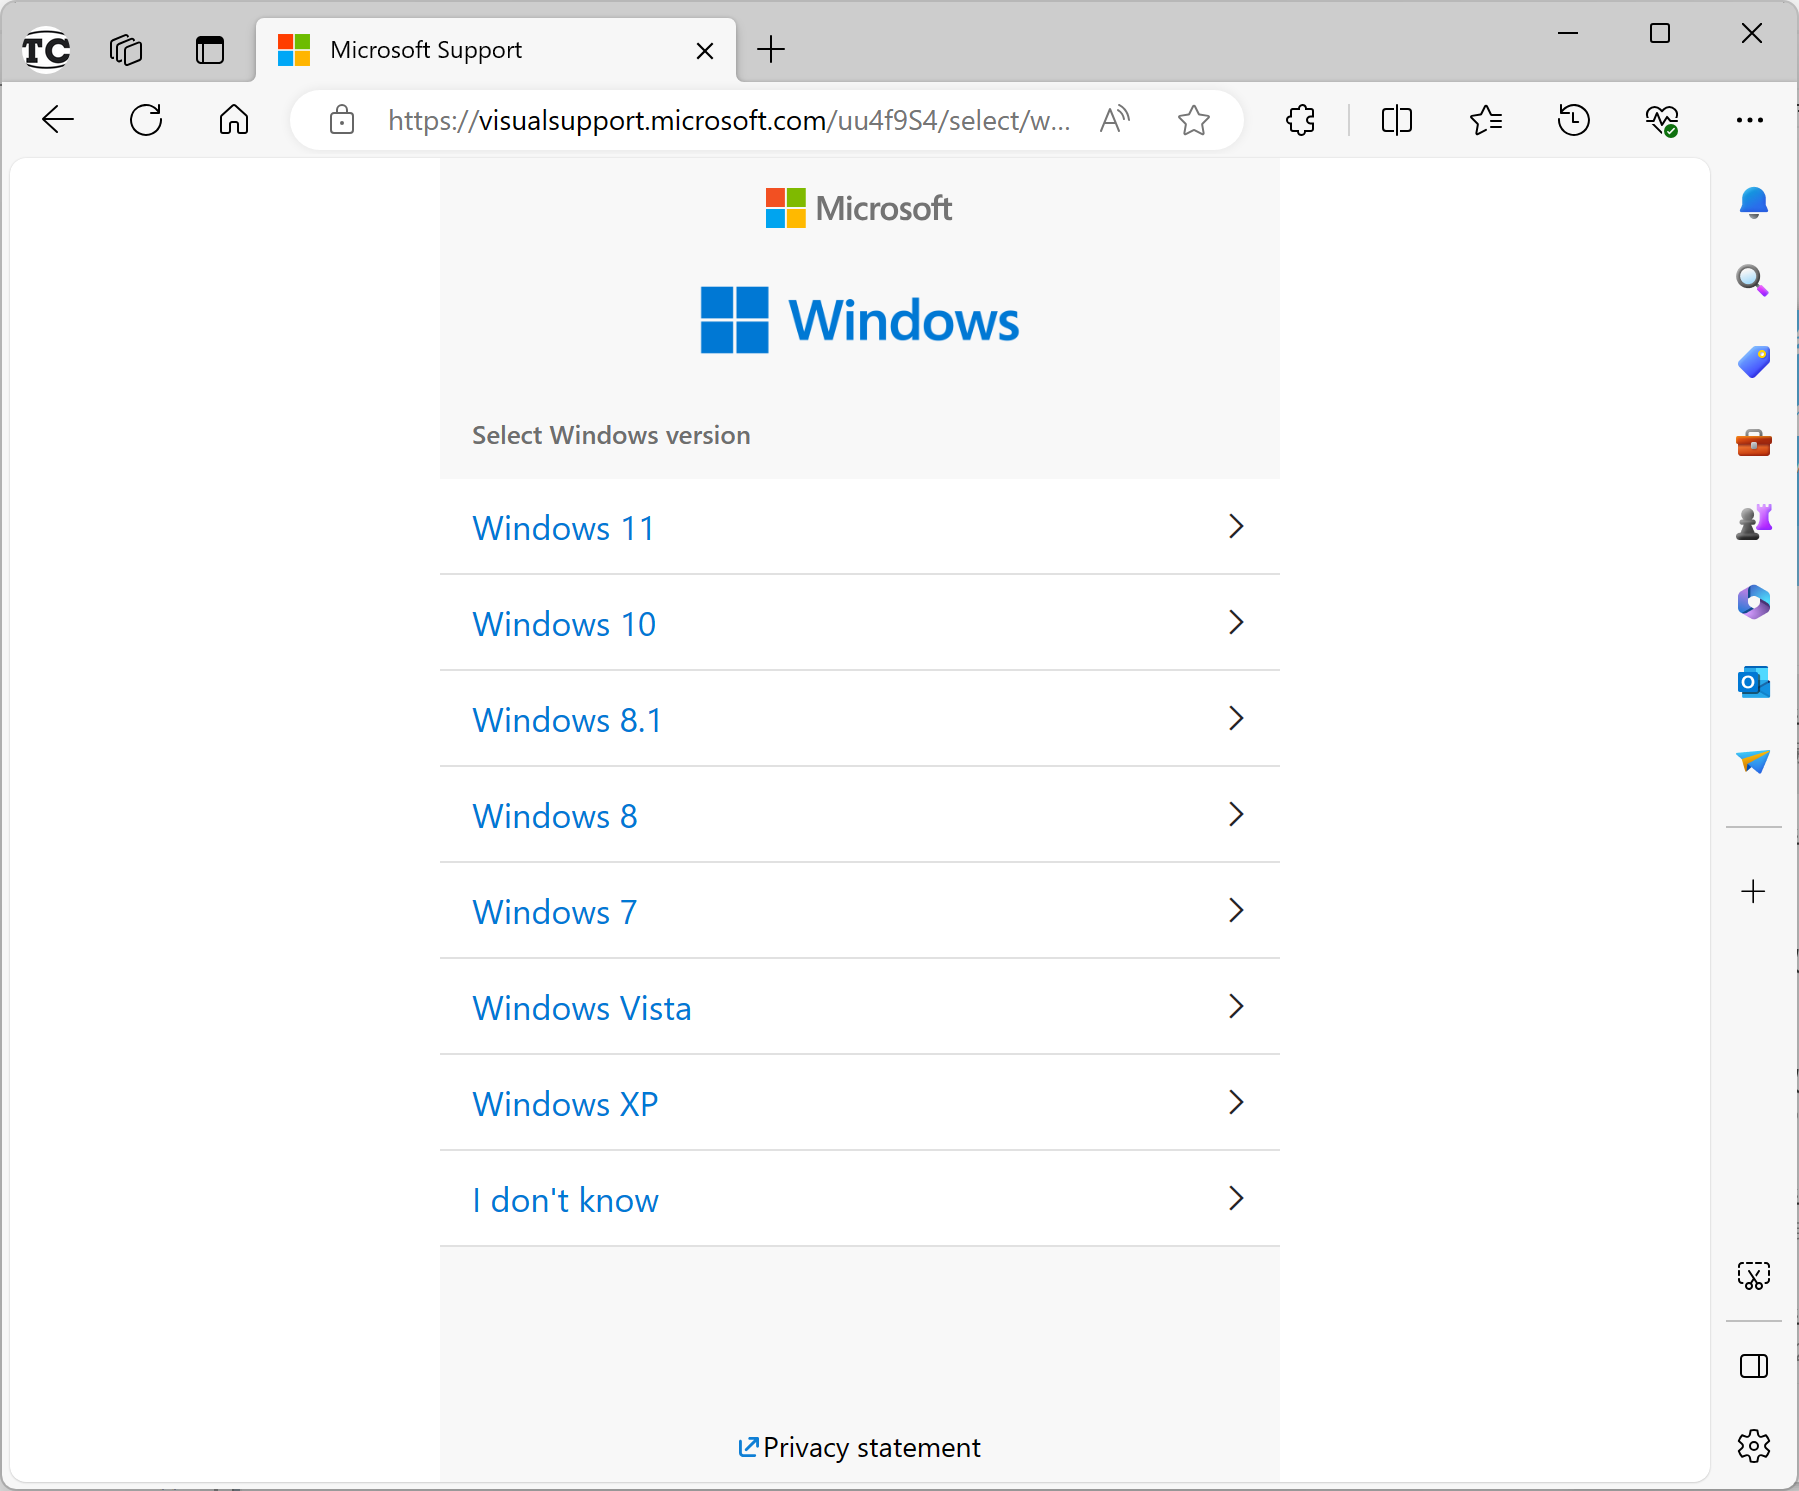 TC
Microsoft Support
https://visualsupport.microsoft.com/uu4f9S4/select/w...
Microsoft
Windows
Select Windows version
Windows 11
Windows 10
Windows 8.1
Windows 8
Windows 7
Windows Vista
Windows XP
I don't know
Privacy statement